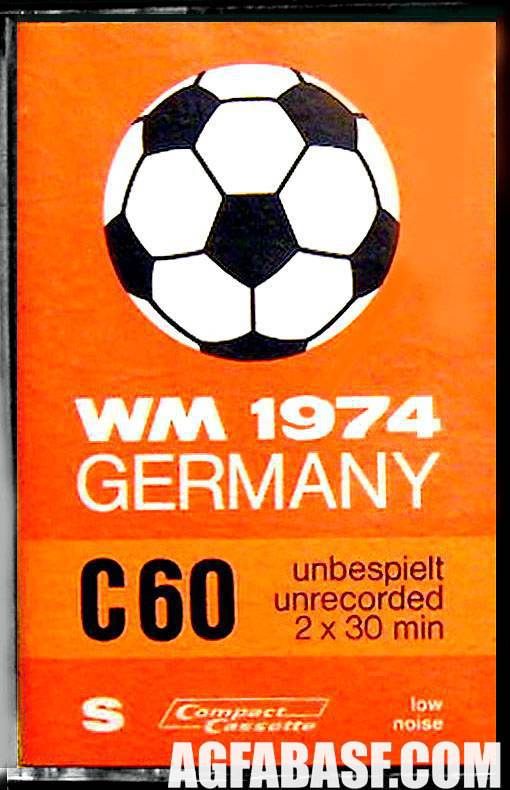 WM 1974
GERMANY
C60
unbespielt
unrecorded
2 x 30 min
S
Compact
Cassette
low
noise
AGFABASF.COM